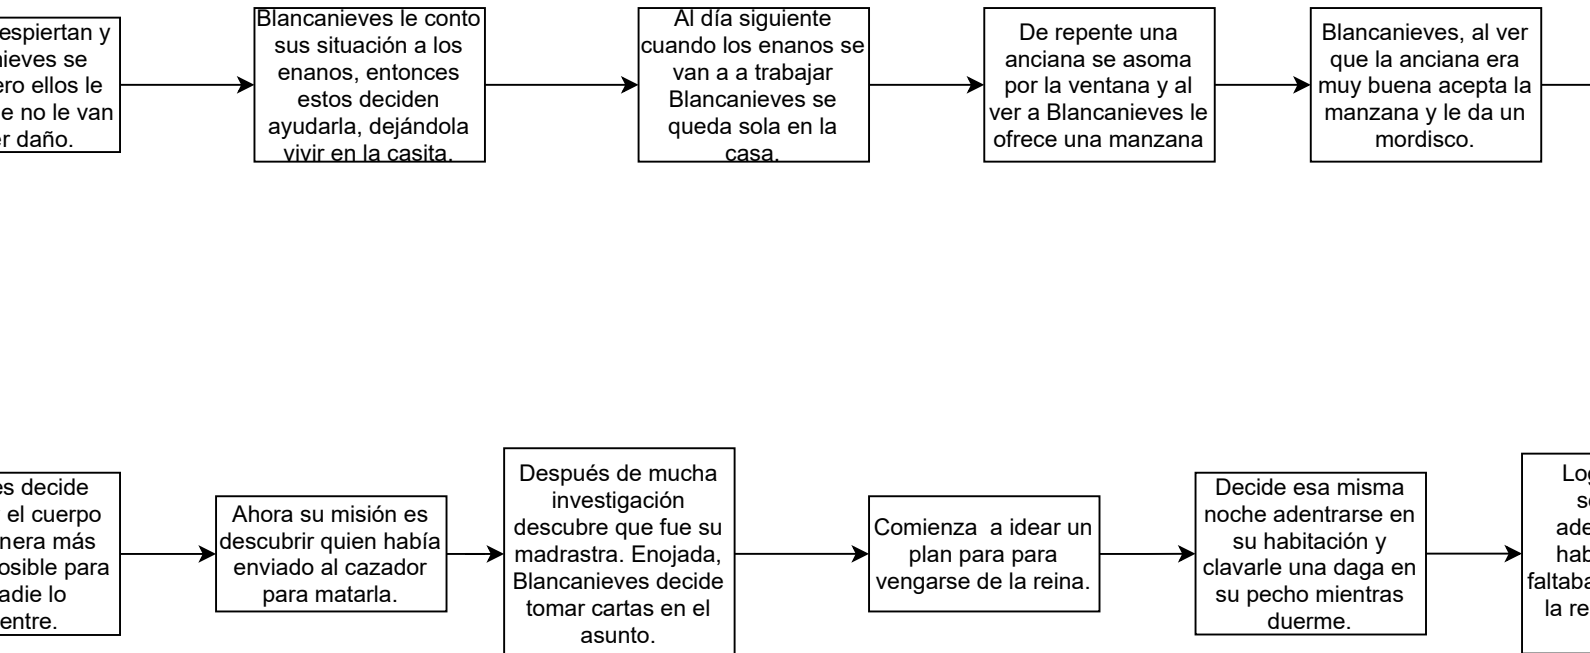 espiertan y
ieves se
ero ellos le
e no le van
r daño.
Blancanieves le conto
sus situación a los
enanos, entonces
estos deciden
ayudarla, dejándola
vivir en la casita.
Al día siguiente
cuando los enanos se
van a a trabajar
Blancanieves se
queda sola en la
casa.
De repente una
anciana se asoma
por la ventana y al
ver a Blancanieves le
ofrece una manzana
Blancanieves, al ver
que la anciana era
muy buena acepta la
manzana y le da un
mordisco.
es decide
el cuerpo
nera más
osible para
adie lo
entre.
Ahora su misión es
descubrir quien había
enviado al cazador
para matarla.
Después de mucha
investigación
descubre que fue su
madrastra. Enojada,
Blancanieves decide
tomar cartas en el
asunto.
Comienza  a idear un
plan para para
vengarse de la reina.
Decide esa misma
noche adentrarse en
su habitación y
clavarle una daga en
su pecho mientras
duerme.
Log
s
ade
hab
faltaba
la re